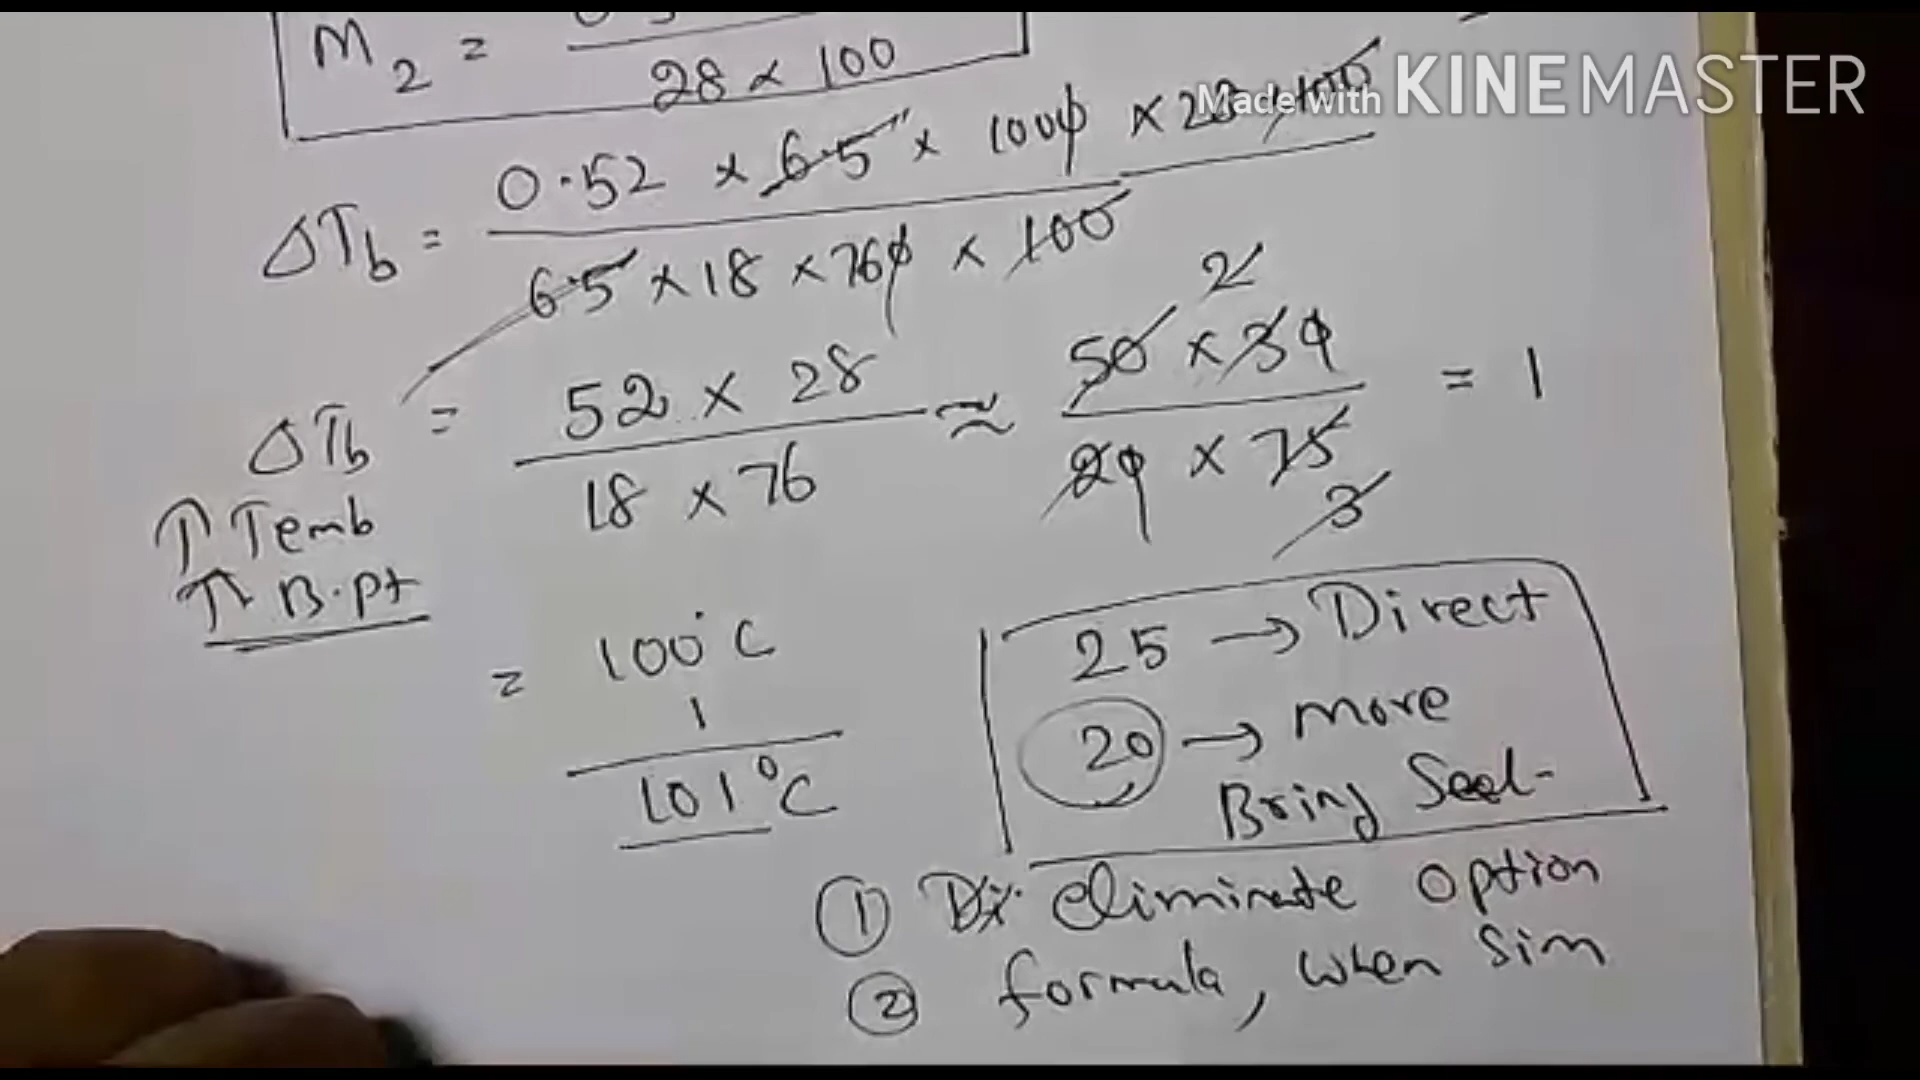 M₂ =
28 × 100
Made with KINEMASTER
ΔTb = 0.52 × 6.5 × 1000 × 28 × 100
6.5 × 18 × 760 × 100
ΔTb = 52 × 28 ≈ 50 × 30 = 1
2
18 × 76
20 × 75
3
↑ Temb
↑ B.pt
= 100°C
1
101°C
25 → Direct
20 → more
Bring
① eliminate option
② formula, when sim